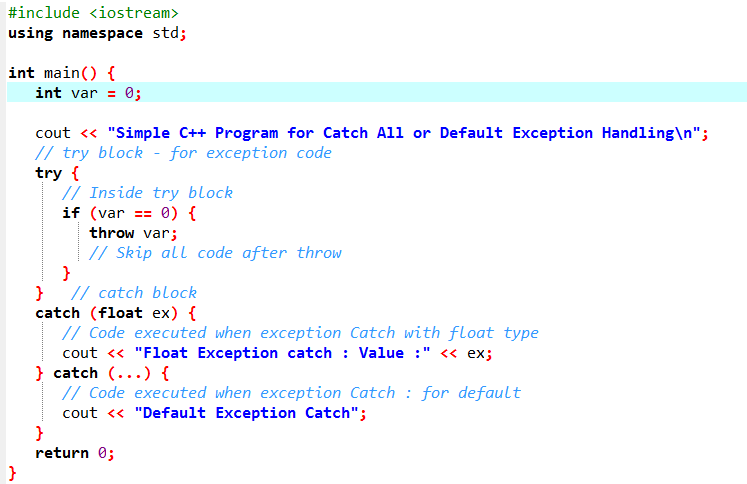 #include <iostream>
using namespace std;

int main() {
   int var = 0;

   cout << "Simple C++ Program for Catch All or Default Exception Handling\n";
   // try block - for exception code
   try {
      // Inside try block
      if (var == 0) {
         throw var;
         // Skip all code after throw
      }
   }   // catch block
   catch (float ex) {
      // Code executed when exception Catch with float type
      cout << "Float Exception catch : Value :" << ex;
   } catch (...) {
      // Code executed when exception Catch : for default
      cout << "Default Exception Catch";
   }
   return 0;
}